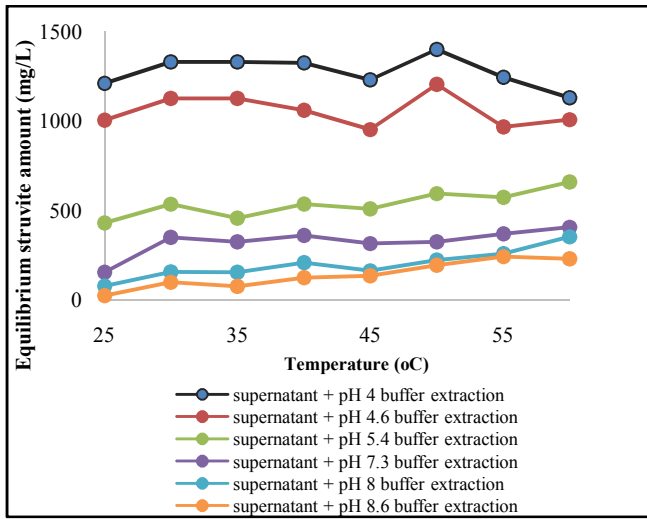 Equilibrium struvite amount (mg/L)
1500
1000
500
0
25
35
45
55
Temperature (oC)
supernatant + pH 4 buffer extraction
supernatant + pH 4.6 buffer extraction
supernatant + pH 5.4 buffer extraction
supernatant + pH 7.3 buffer extraction
supernatant + pH 8 buffer extraction
supernatant + pH 8.6 buffer extraction